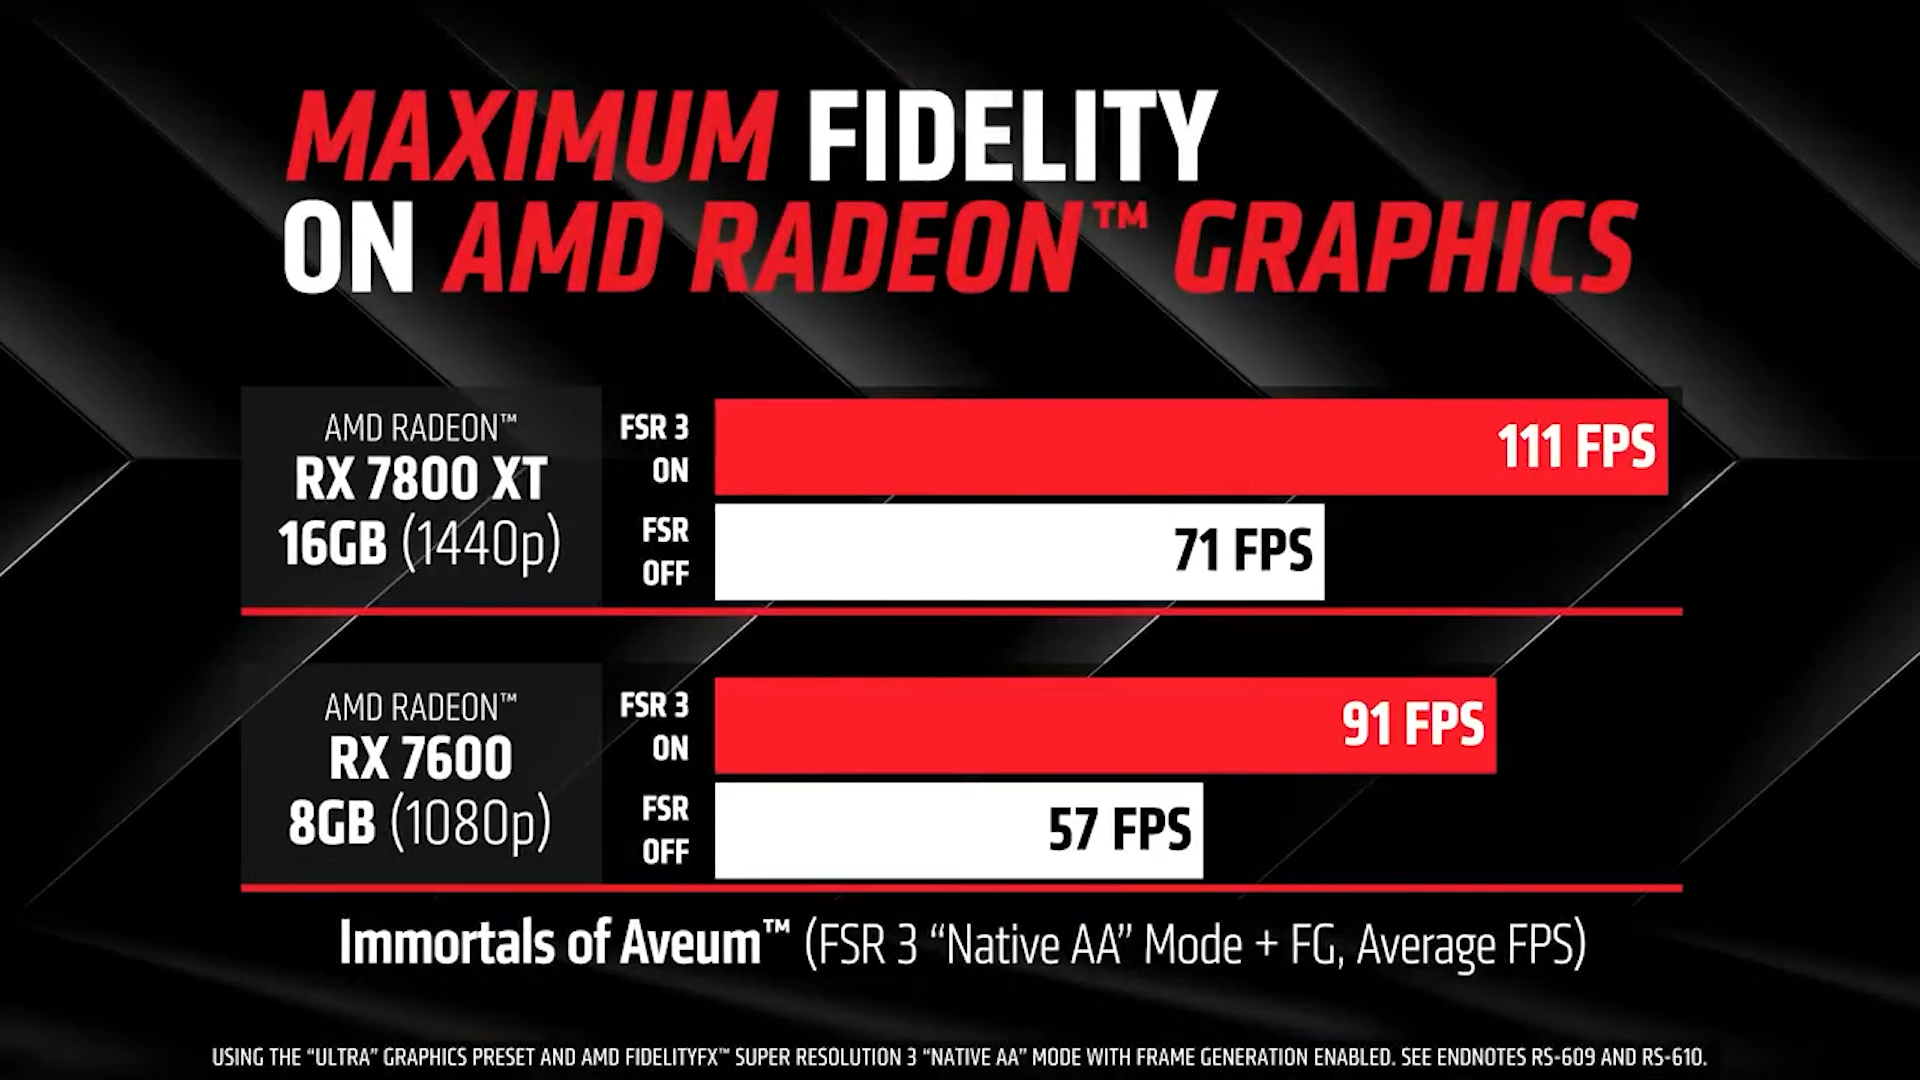 MAXIMUM FIDELITY
ON AMD RADEON™ GRAPHICS
AMD RADEON™
RX 7800 XT
16GB (1440p)
FSR 3
ON
111 FPS
FSR
OFF
71 FPS
AMD RADEON™
RX 7600
8GB (1080p)
FSR 3
ON
91 FPS
FSR
OFF
57 FPS
Immortals of Aveum™ (FSR 3 “Native AA” Mode + FG, Average FPS)
USING THE “ULTRA” GRAPHICS PRESET AND AMD FIDELITYFX™ SUPER RESOLUTION 3 “NATIVE AA” MODE WITH FRAME GENERATION ENABLED. SEE ENDNOTES RS-609 AND RS-610.